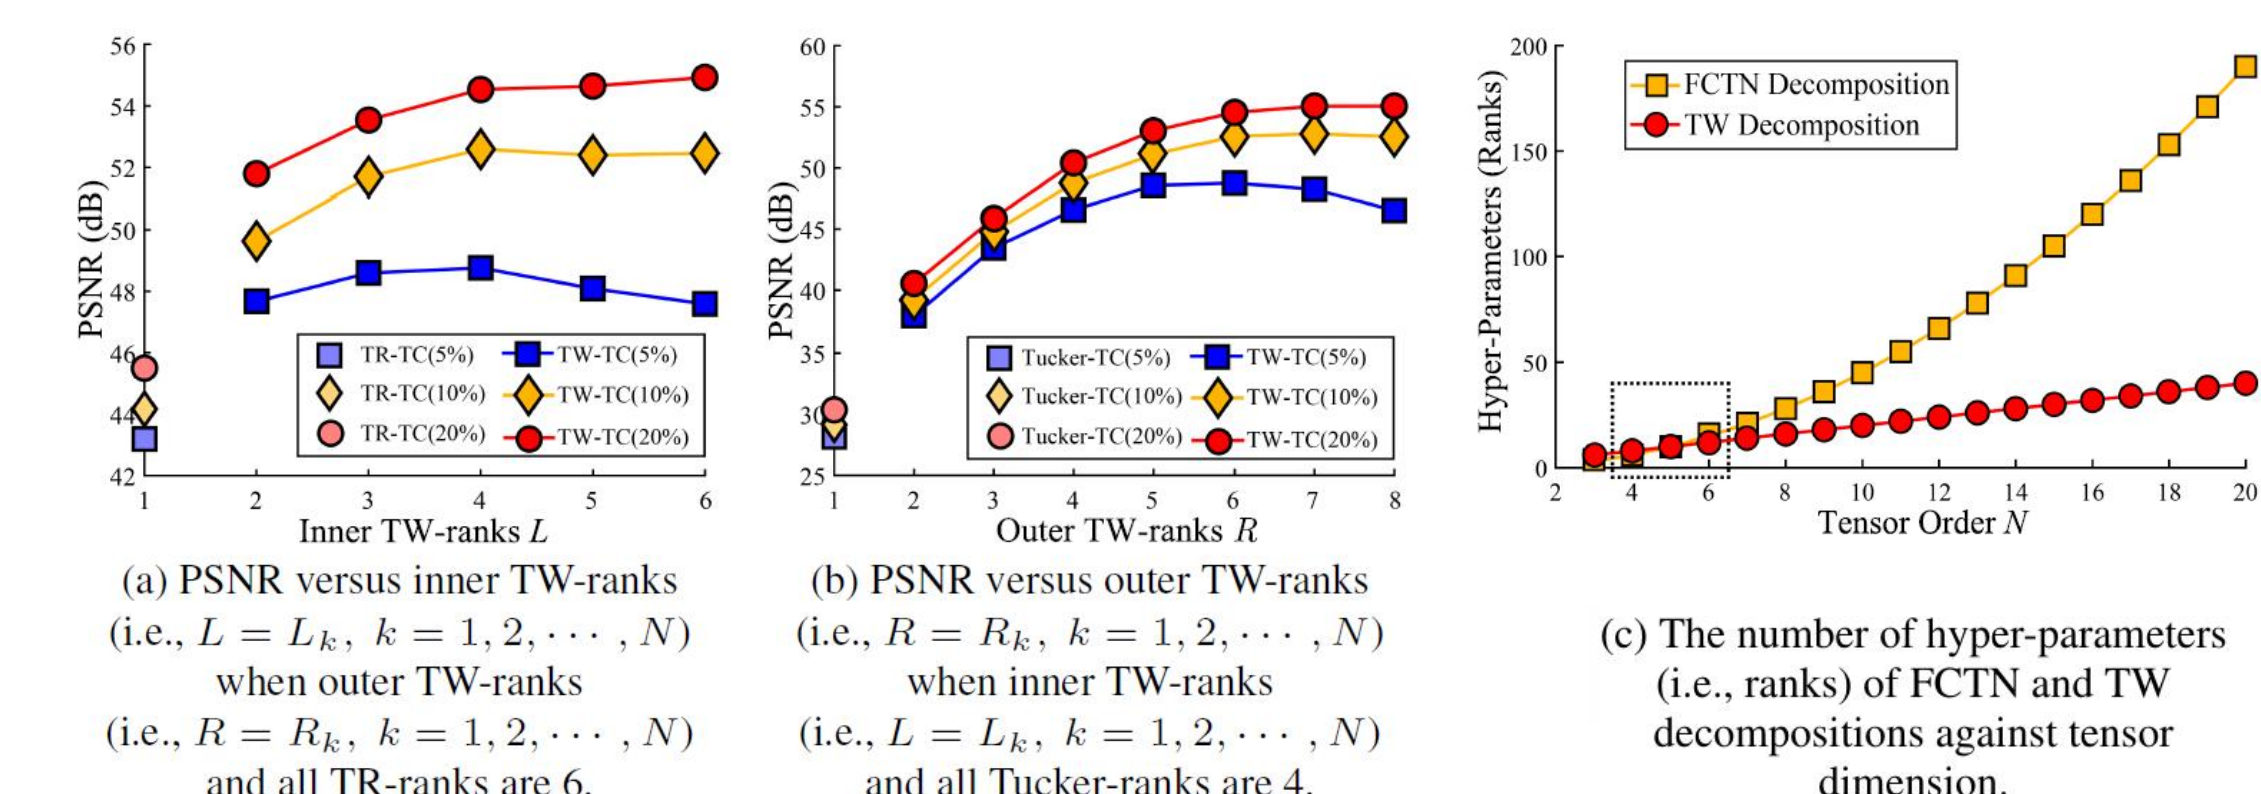 56
54
52
50
48
46
44
42
PSNR (dB)
TR-TC(5%) TW-TC(5%)
TR-TC(10%) TW-TC(10%)
TR-TC(20%) TW-TC(20%)
1 2 3 4 5 6
Inner TW-ranks L
(a) PSNR versus inner TW-ranks
(i.e., L = L_k, k = 1, 2, ⋯ , N)
when outer TW-ranks
(i.e., R = R_k, k = 1, 2, ⋯ , N)
and all TR-ranks are 6.
60
55
50
45
40
35
30
25
PSNR (dB)
Tucker-TC(5%) TW-TC(5%)
Tucker-TC(10%) TW-TC(10%)
Tucker-TC(20%) TW-TC(20%)
1 2 3 4 5 6 7 8
Outer TW-ranks R
(b) PSNR versus outer TW-ranks
(i.e., R = R_k, k = 1, 2, ⋯ , N)
when inner TW-ranks
(i.e., L = L_k, k = 1, 2, ⋯ , N)
and all Tucker-ranks are 4.
200
150
100
50
0
Hyper-Parameters (Ranks)
FCTN Decomposition
TW Decomposition
2 4 6 8 10 12 14 16 18 20
Tensor Order N
(c) The number of hyper-parameters
(i.e., ranks) of FCTN and TW
decompositions against tensor
dimension.